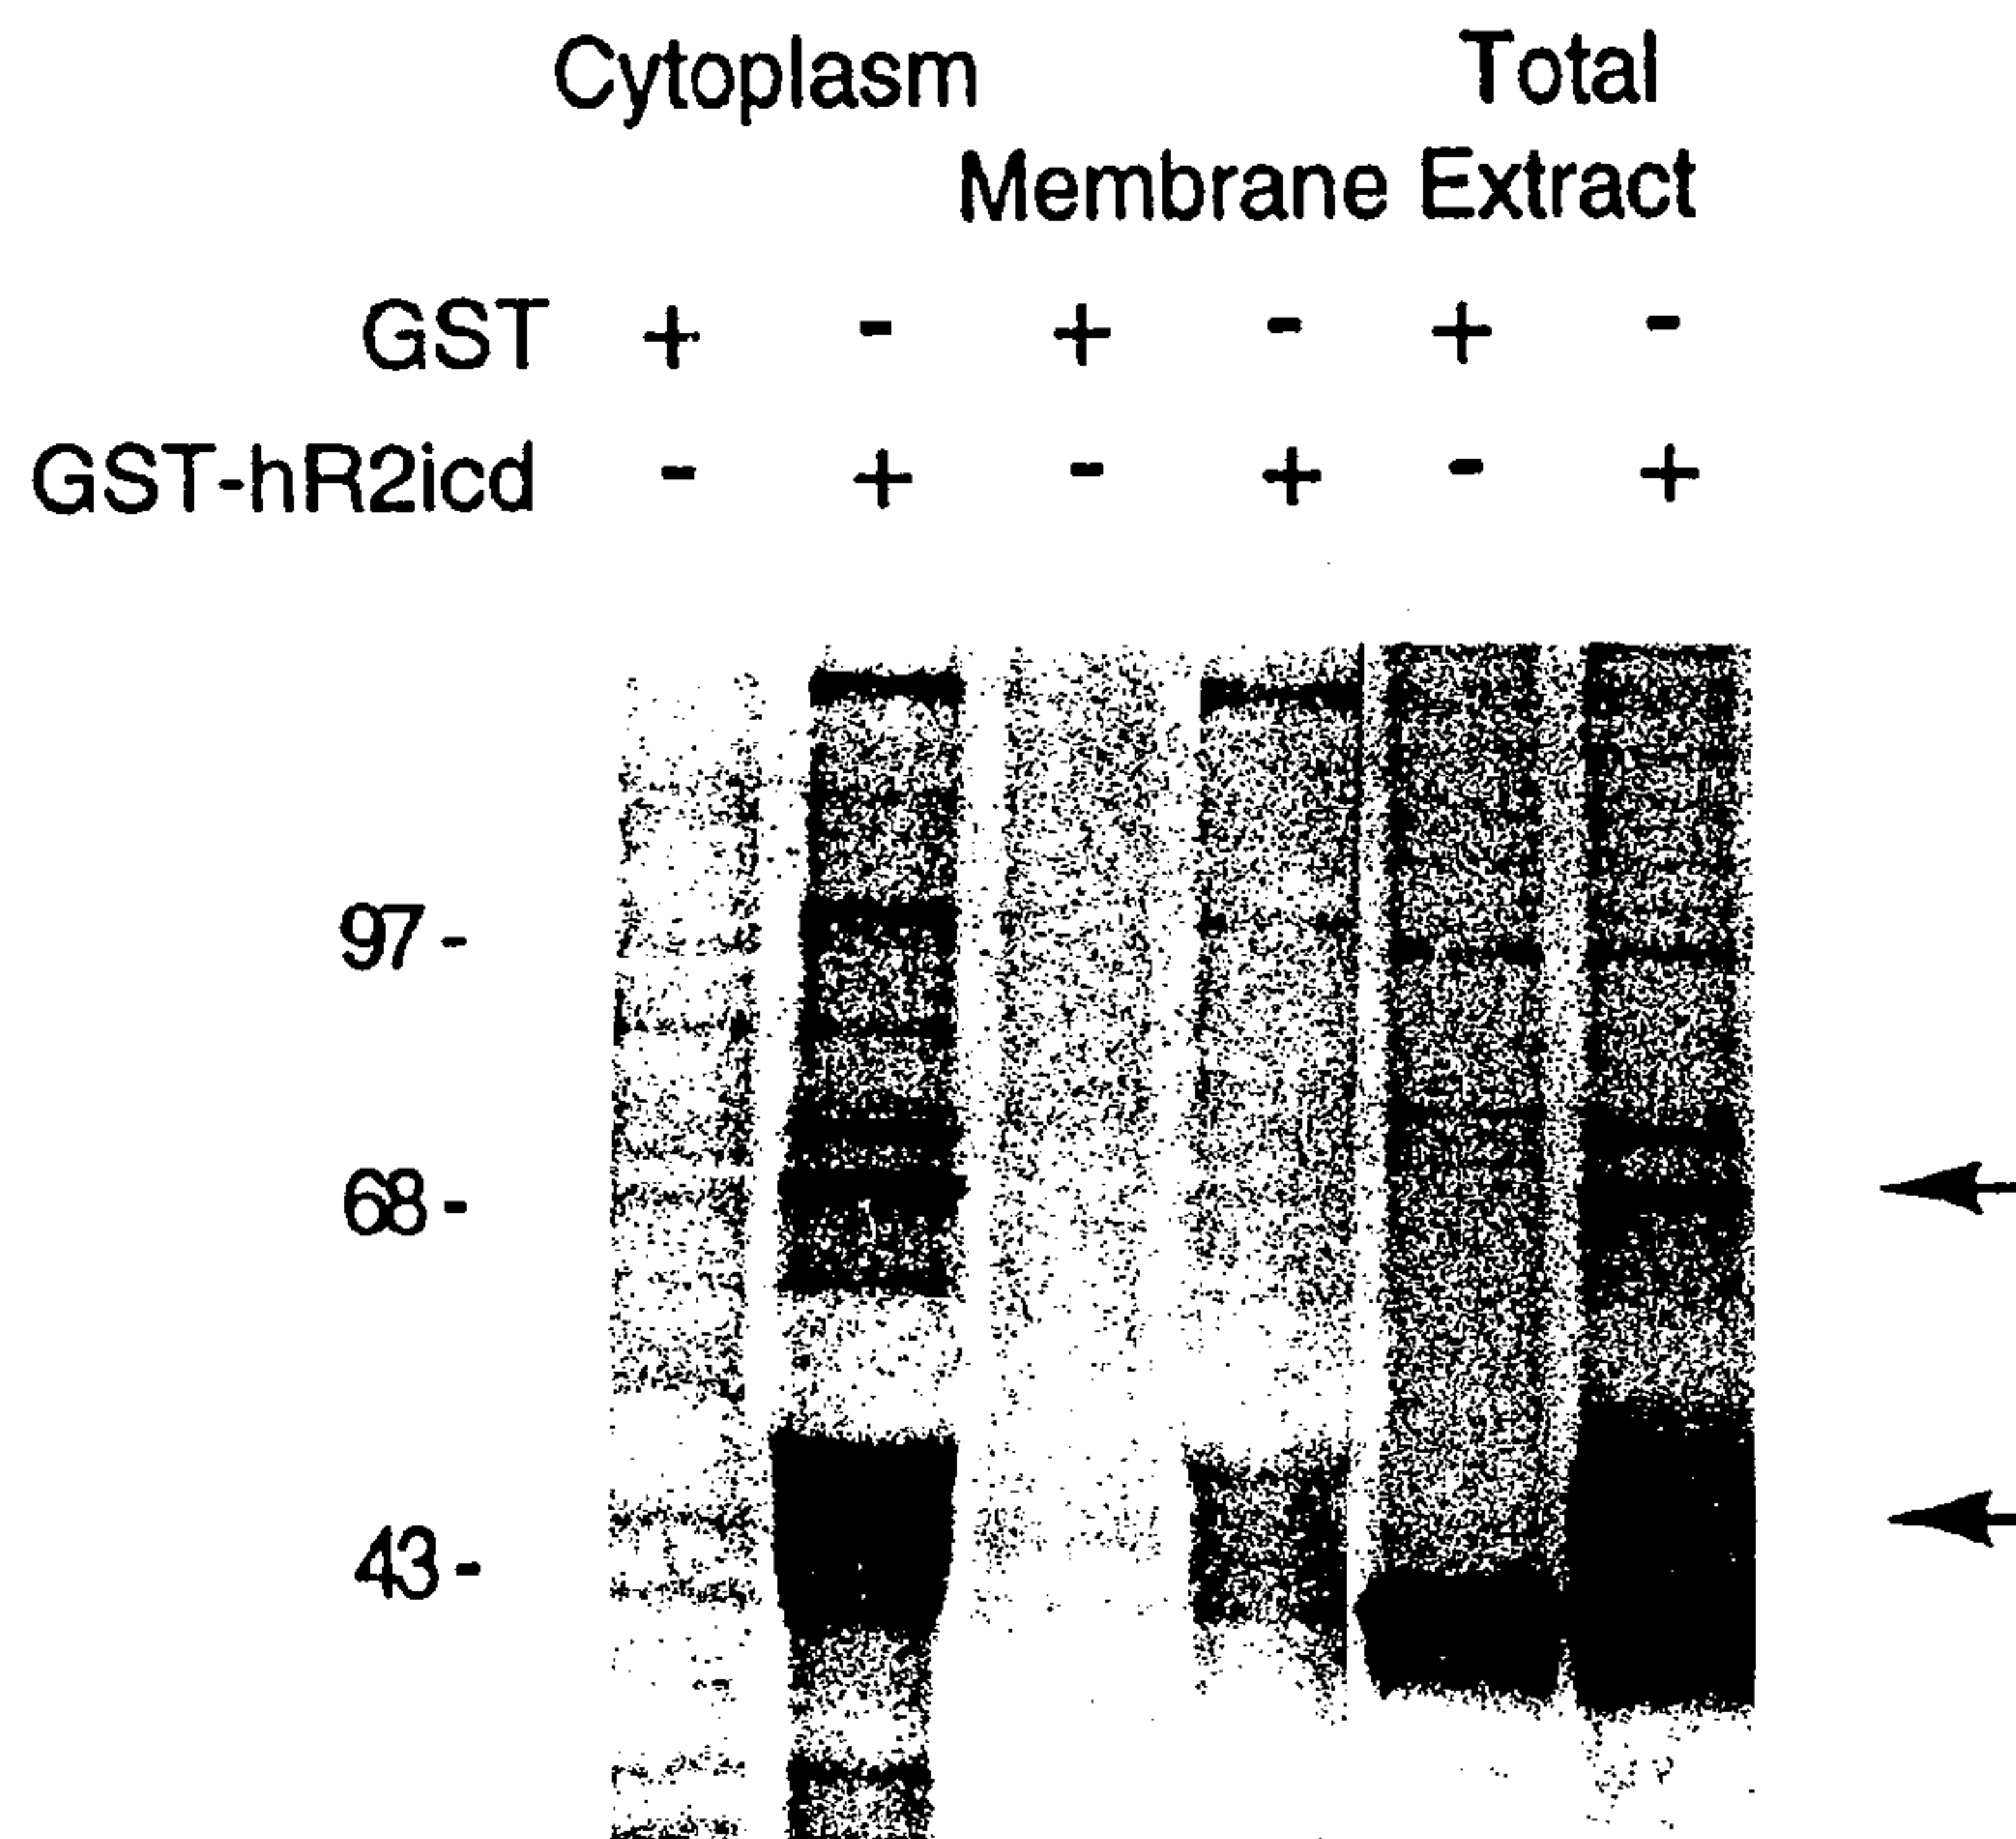 Cytoplasm Total
Membrane Extract
GST + - + - + -
GST-hR2icd - + - + - +
97-
68-
43-